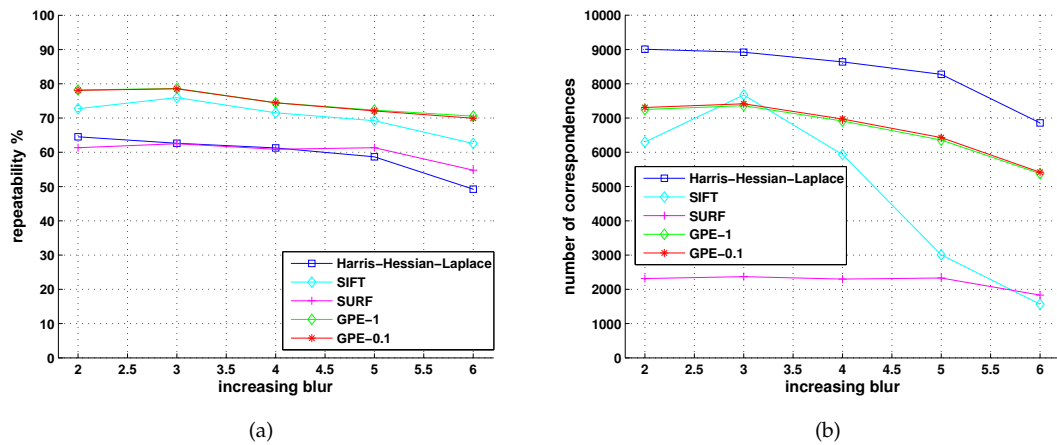 100
90
80
70
60
50
40
30
20
10
0
repeatability %
Harris-Hessian-Laplace
SIFT
SURF
GPE-1
GPE-0.1
2 2.5 3 3.5 4 4.5 5 5.5 6
increasing blur
(a)
10000
9000
8000
7000
6000
5000
4000
3000
2000
1000
0
number of correspondences
Harris-Hessian-Laplace
SIFT
SURF
GPE-1
GPE-0.1
2 2.5 3 3.5 4 4.5 5 5.5 6
increasing blur
(b)